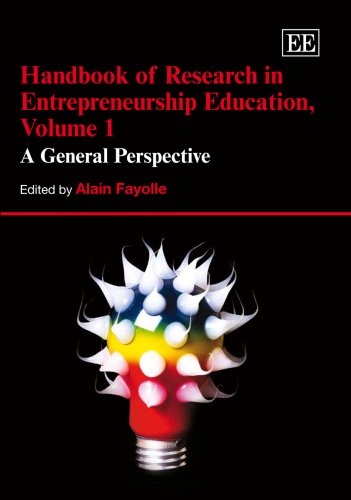 EE
Handbook of Research in
Entrepreneurship Education,
Volume 1
A General Perspective
Edited by Alain Fayolle